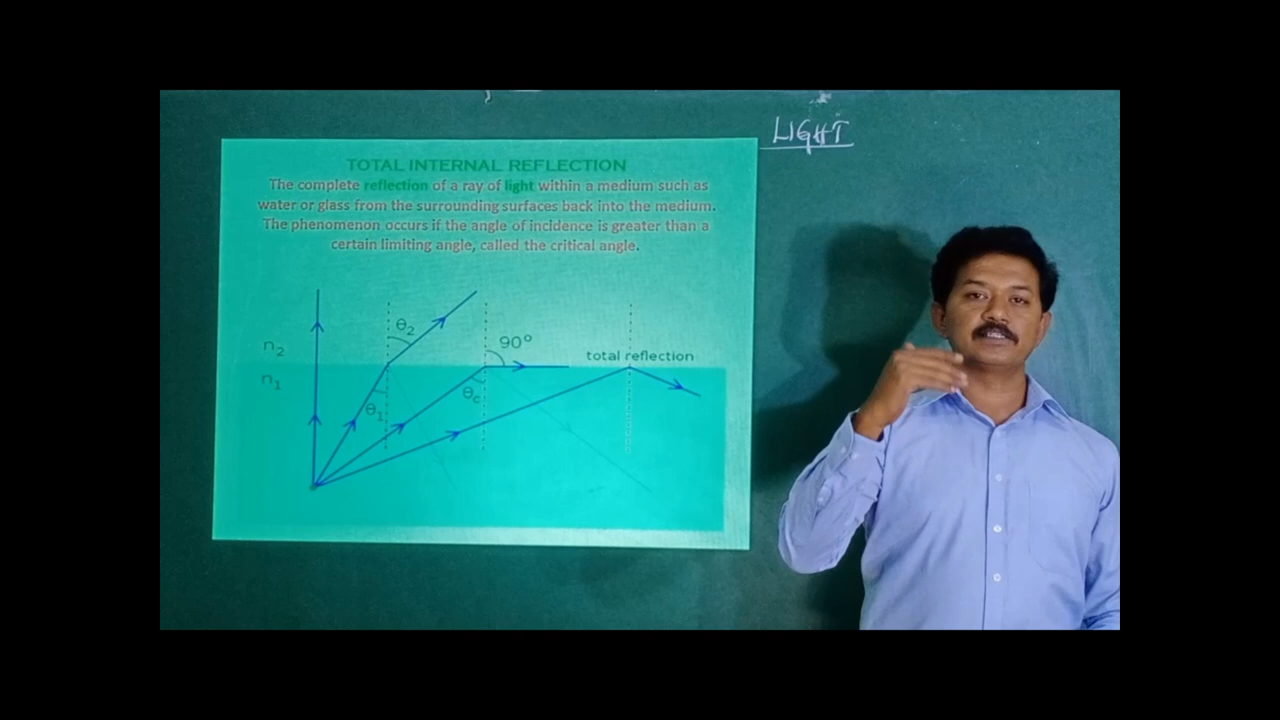 LIGHT
TOTAL INTERNAL REFLECTION
The complete reflection of a ray of light within a medium such as
water or glass from the surrounding surfaces back into the medium.
The phenomenon occurs if the angle of incidence is greater than a
certain limiting angle, called the critical angle.
θ₂
90°
n₂
total reflection
n₁
θ꜀
θ₁